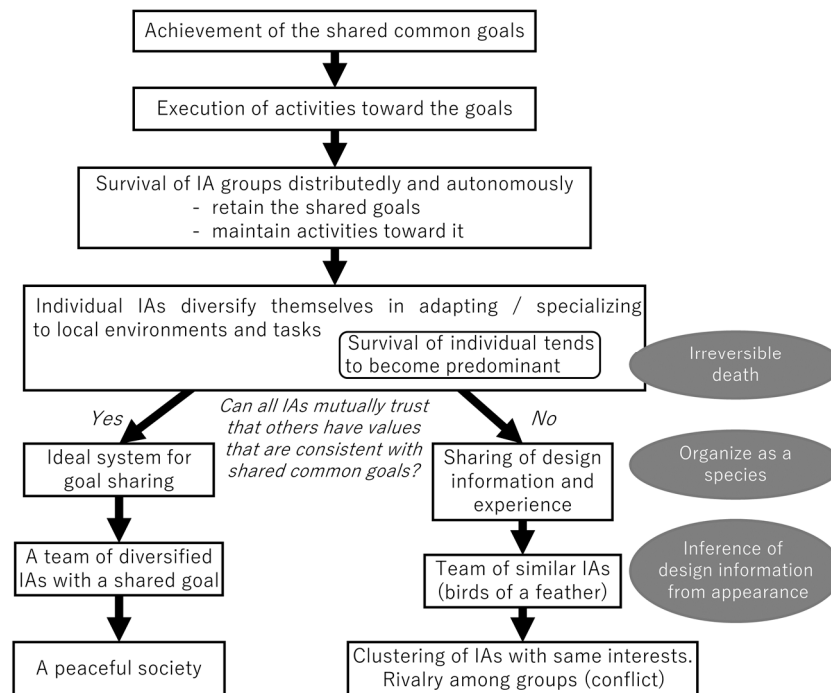 Achievement of the shared common goals
Execution of activities toward the goals
Survival of IA groups distributedly and autonomously
- retain the shared goals
- maintain activities toward it
Individual IAs diversify themselves in adapting / specializing
to local environments and tasks
Survival of individual tends
to become predominant
Irreversible
death
Yes
Can all IAs mutually trust
that others have values
that are consistent with
shared common goals?
No
Ideal system for
goal sharing
Sharing of design
information and
experience
Organize as a
species
A team of diversified
IAs with a shared goal
Team of similar IAs
(birds of a feather)
Inference of
design information
from appearance
A peaceful society
Clustering of IAs with same interests.
Rivalry among groups (conflict)